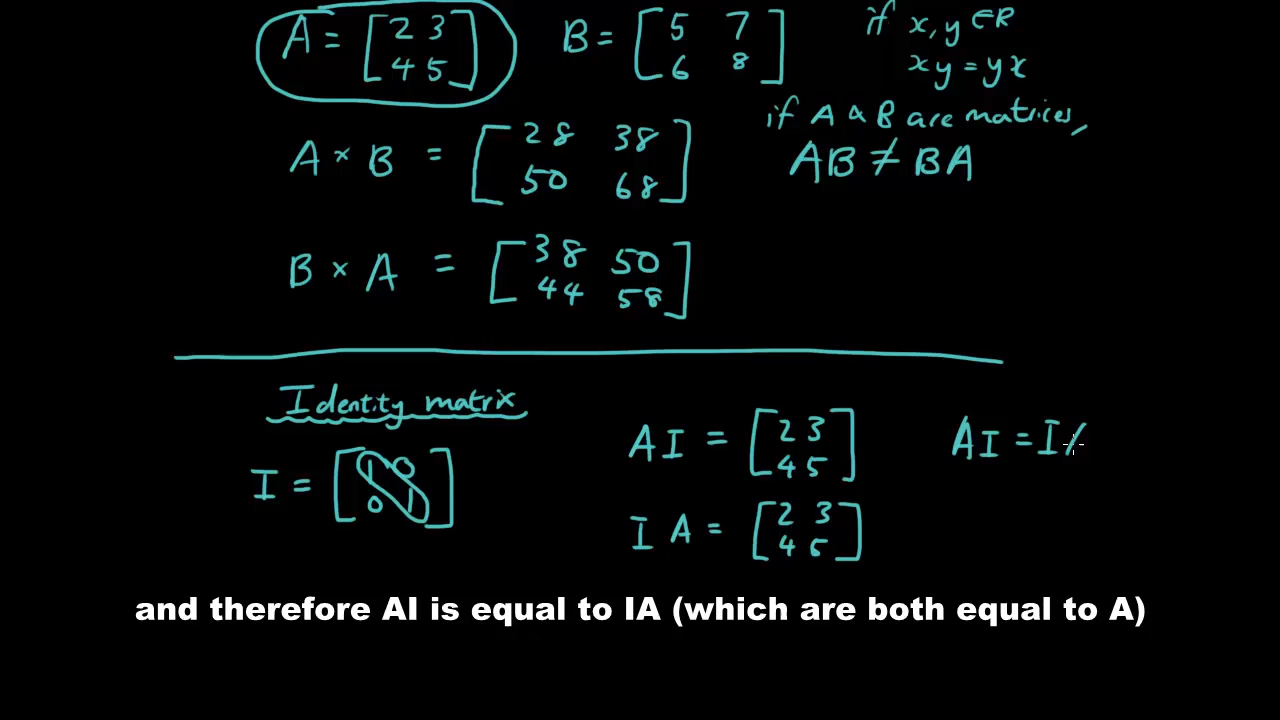 A = [2 3 B = [5 7 if x, y ∈ R
4 5] 6 8] xy = yx
if A & B are matrices,
A × B = [28 38 AB ≠ BA
50 68]
B × A = [38 50
44 58]
Identity matrix
I = [1 0
0 1]
AI = [2 3 AI = I
4 5]
I A = [2 3
4 5]
and therefore AI is equal to IA (which are both equal to A)